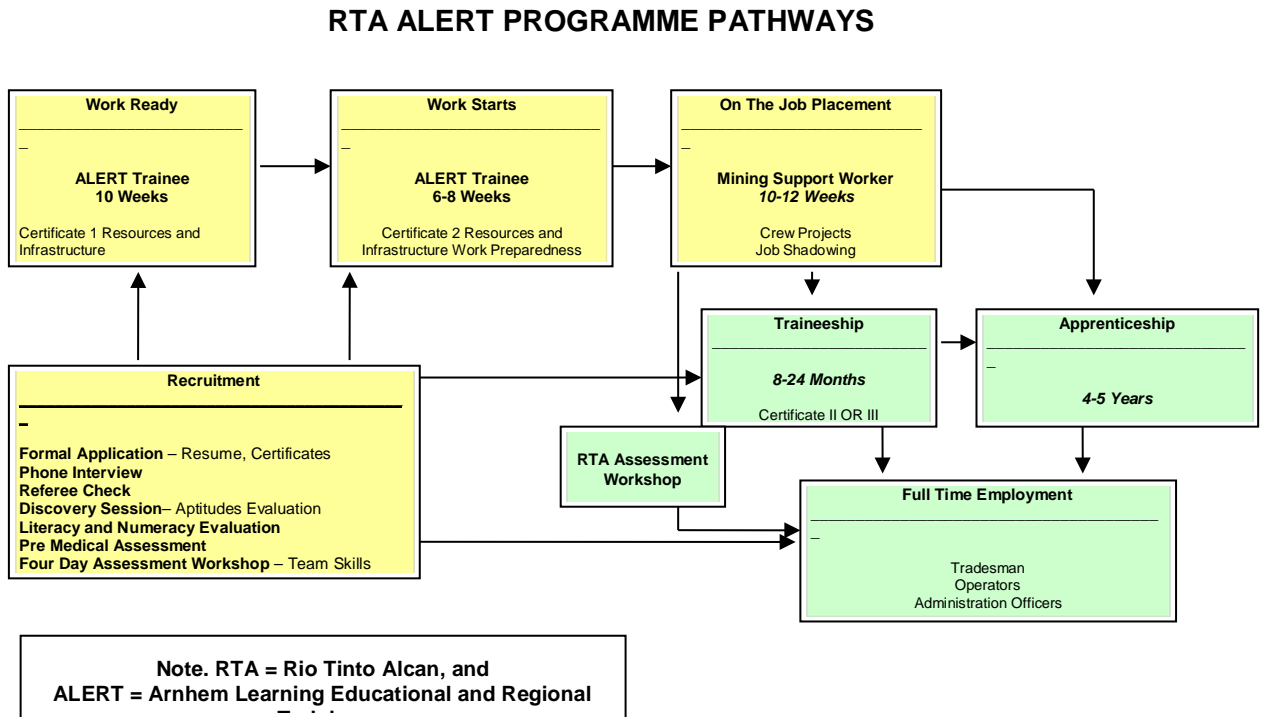 RTA ALERT PROGRAMME PATHWAYS
Work Ready
ALERT Trainee
10 Weeks
Certificate 1 Resources and
Infrastructure
Work Starts
ALERT Trainee
6-8 Weeks
Certificate 2 Resources and
Infrastructure Work Preparedness
On The Job Placement
Mining Support Worker
10-12 Weeks
Crew Projects
Job Shadowing
Recruitment
Formal Application – Resume, Certificates
Phone Interview
Referee Check
Discovery Session– Aptitudes Evaluation
Literacy and Numeracy Evaluation
Pre Medical Assessment
Four Day Assessment Workshop – Team Skills
Traineeship
8-24 Months
Certificate II OR III
Apprenticeship
4-5 Years
RTA Assessment
Workshop
Full Time Employment
Tradesman
Operators
Administration Officers
Note. RTA = Rio Tinto Alcan, and
ALERT = Arnhem Learning Educational and Regional